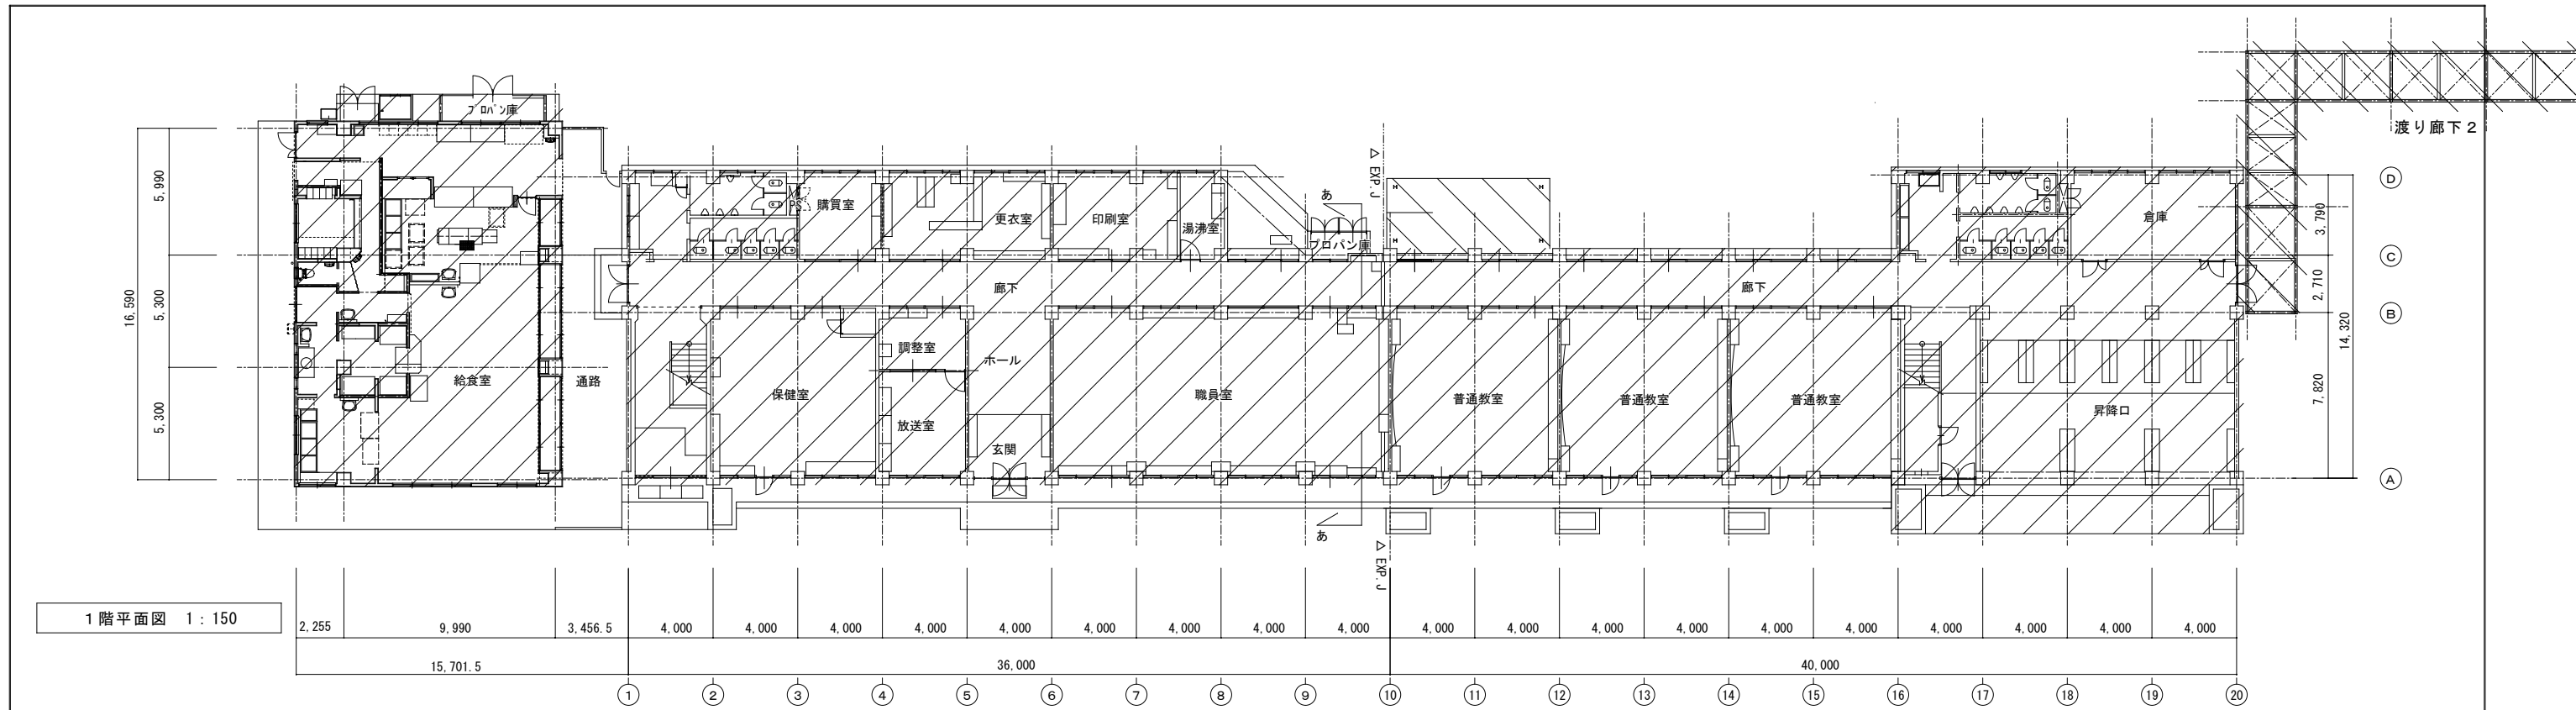 渡り廊下2
プロパン庫
D
5,990
5,300
5,300
16,590
購買室
更衣室
印刷室
湯沸室
あ
プロパン庫
▷ EXP.J
倉庫
3,790
2,710
7,820
14,320
C
廊下
廊下
B
給食室
通路
保健室
調整室
放送室
ホール
玄関
職員室
普通教室
普通教室
普通教室
昇降口
A
あ
▷ EXP.J
1階平面図 1:150
2,255 9,990 3,456.5 4,000 4,000 4,000 4,000 4,000 4,000 4,000 4,000 4,000 4,000 4,000 4,000 4,000 4,000 4,000 4,000 4,000 4,000 4,000
15,701.5 36,000 40,000
1 2 3 4 5 6 7 8 9 10 11 12 13 14 15 16 17 18 19 20